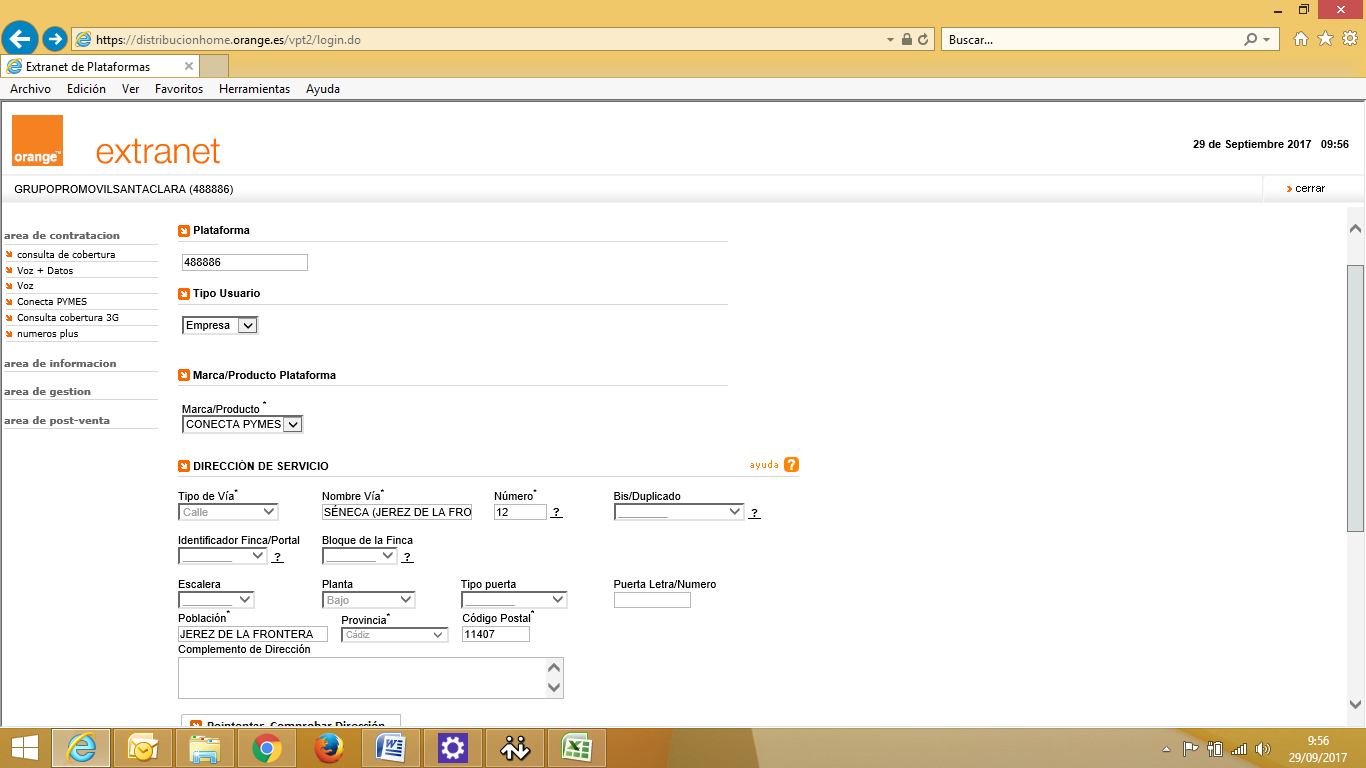 https://distribucionhome.orange.es/vpt2/login.do
Buscar...
Extranet de Plataformas
Archivo Edición Ver Favoritos Herramientas Ayuda
orange™
extranet
29 de Septiembre 2017 09:56
GRUPOPROMOVILSANTACLARA (488886)
cerrar
area de contratacion
consulta de cobertura
Voz + Datos
Voz
Conecta PYMES
Consulta cobertura 3G
numeros plus
area de informacion
area de gestion
area de post-venta
Plataforma
488886
Tipo Usuario
Empresa
Marca/Producto Plataforma
Marca/Producto *
CONECTA PYMES
DIRECCIÓN DE SERVICIO
ayuda ?
Tipo de Vía* Nombre Vía* Número* Bis/Duplicado
Calle SÉNECA (JEREZ DE LA FRO 12 ? ?
Identificador Finca/Portal Bloque de la Finca
? ?
Escalera Planta Tipo puerta Puerta Letra/Numero
Bajo
Población* Provincia* Código Postal*
JEREZ DE LA FRONTERA Cádiz 11407
Complemento de Dirección
Reintentar Comprobar Dirección
9:56
29/09/2017